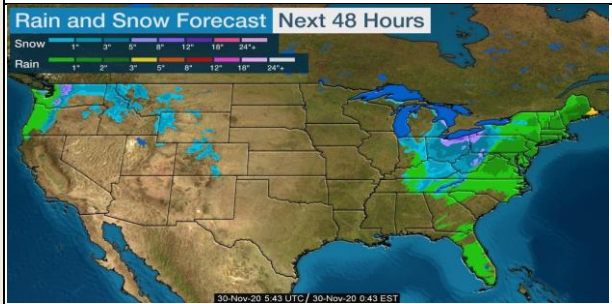 Rain and Snow Forecast Next 48 Hours
Snow
1" 3" 5" 8" 12" 18" 24"+
Rain
1" 2" 3" 5" 8" 12" 18" 24"+
30-Nov-20 5:43 UTC / 30-Nov-20 0:43 EST